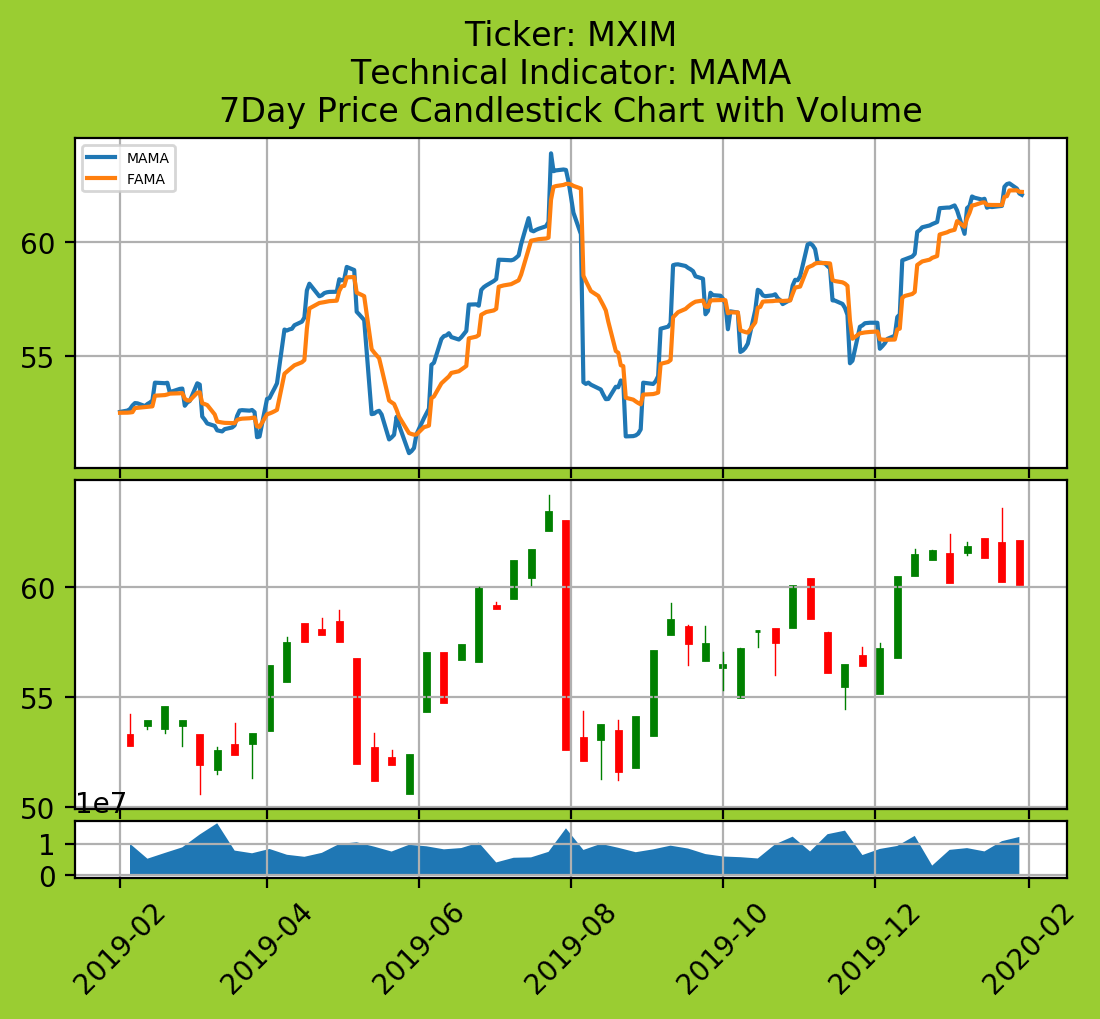 Ticker: MXIM
Technical Indicator: MAMA
7Day Price Candlestick Chart with Volume
MAMA
FAMA
60
55
60
55
50
1e7
1
0
2019-02
2019-04
2019-06
2019-08
2019-10
2019-12
2020-02